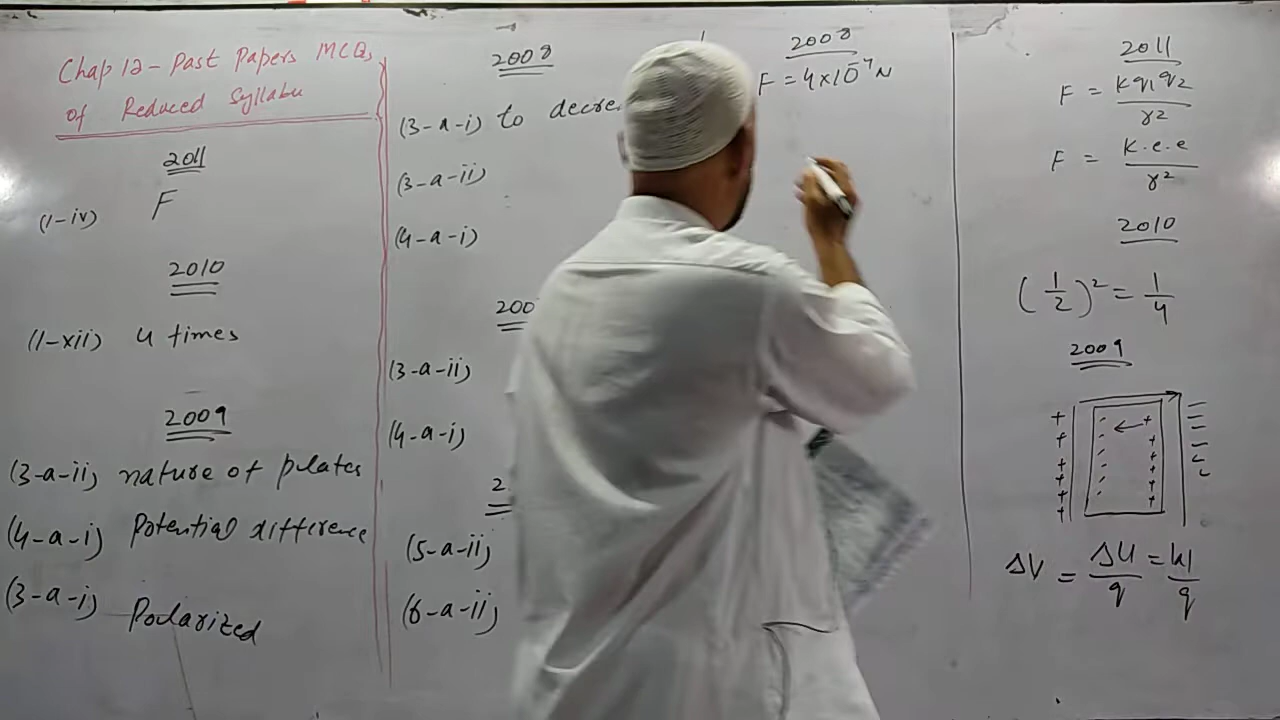 Chap 12 - Past Papers MCQs
of Reduced Syllabu
2011
(1-iv) F
2010
(1-xii) 4 times
2009
(3-a-ii) nature of plates
(4-a-i) Potential difference
(3-a-i) Polarized
2008
(3-a-i) to decre
(3-a-ii)
(4-a-i)
200
(3-a-ii)
(4-a-i)
2
(5-a-ii)
(6-a-ii)
2008
F = 4×10⁻⁴ N
2011
F = Kq₁q₂ / r²
F = K.e.e / r²
2010
(1/2)² = 1/4
2009
ΔV = ΔU/q = W/q